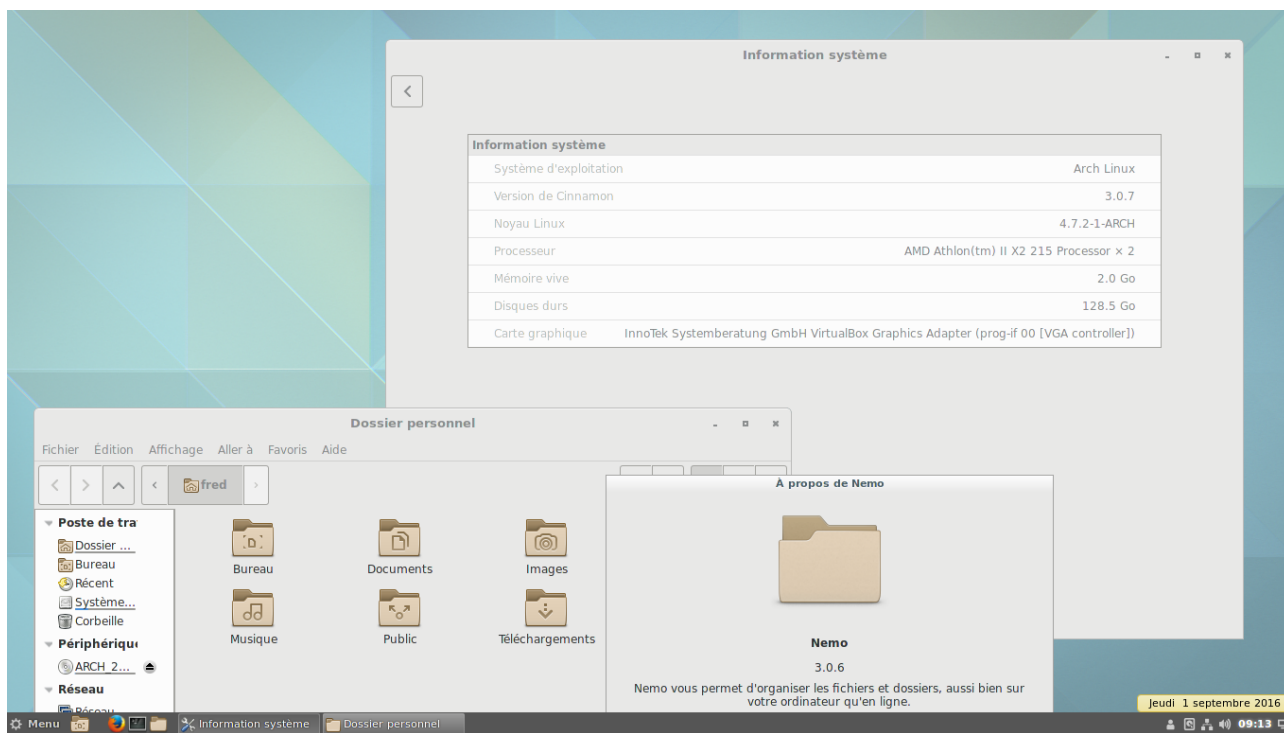 Information système
Information système
Système d'exploitation Arch Linux
Version de Cinnamon 3.0.7
Noyau Linux 4.7.2-1-ARCH
Processeur AMD Athlon(tm) II X2 215 Processor × 2
Mémoire vive 2.0 Go
Disques durs 128.5 Go
Carte graphique InnoTek Systemberatung GmbH VirtualBox Graphics Adapter (prog-if 00 [VGA controller])
Dossier personnel
Fichier Édition Affichage Aller à Favoris Aide
fred
Poste de tra
Dossier ...
Bureau
Récent
Système...
Corbeille
Périphériqu
ARCH_2...
Réseau
Réseau
Bureau Documents Images
Musique Public Téléchargements
À propos de Nemo
Nemo
3.0.6
Nemo vous permet d'organiser les fichiers et dossiers, aussi bien sur
votre ordinateur qu'en ligne.
Jeudi 1 septembre 2016
Menu Information système Dossier personnel 09:13